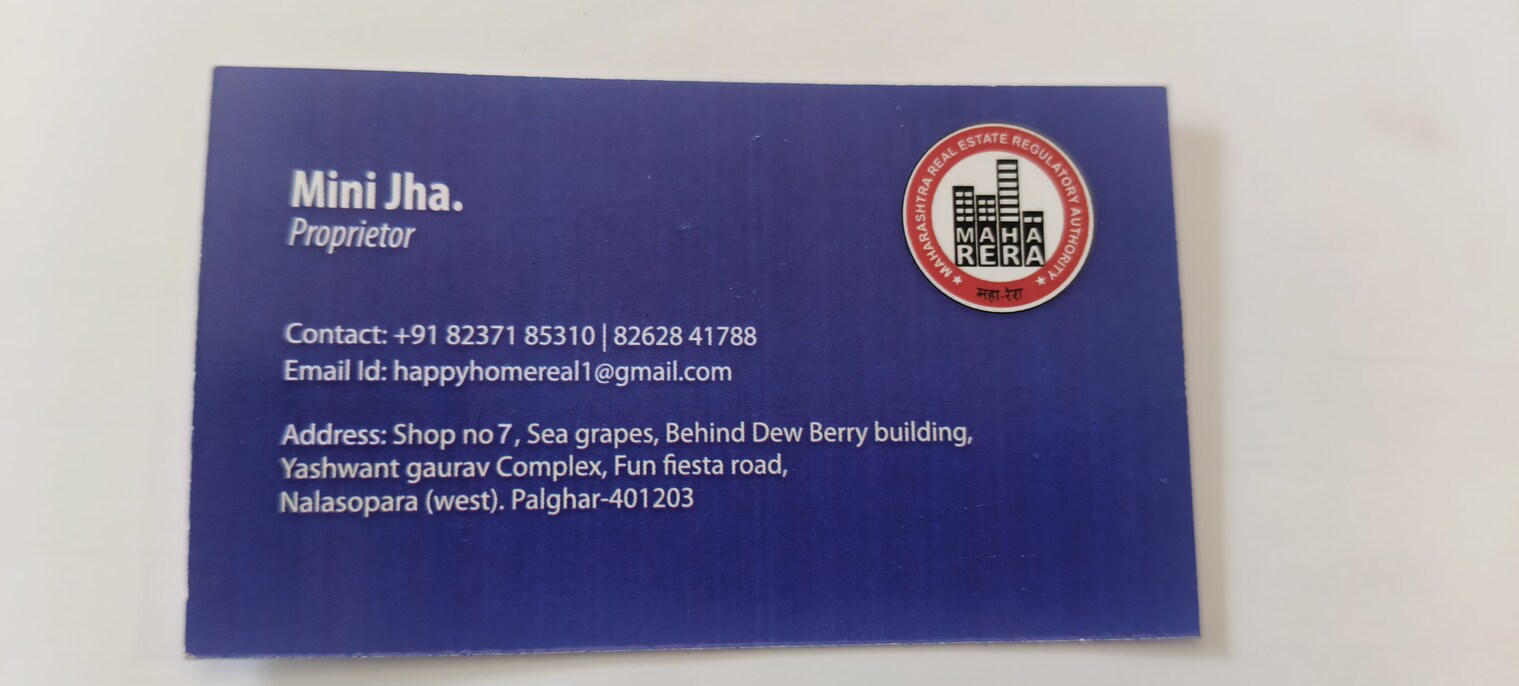 Mini Jha.
Proprietor
MAHARASHTRA REAL ESTATE REGULATORY AUTHORITY
MAHA
RERA
महा-रेरा
Contact: +91 82371 85310 | 82628 41788
Email Id: happyhomereal1@gmail.com
Address: Shop no 7, Sea grapes, Behind Dew Berry building,
Yashwant gaurav Complex, Fun fiesta road,
Nalasopara (west). Palghar-401203